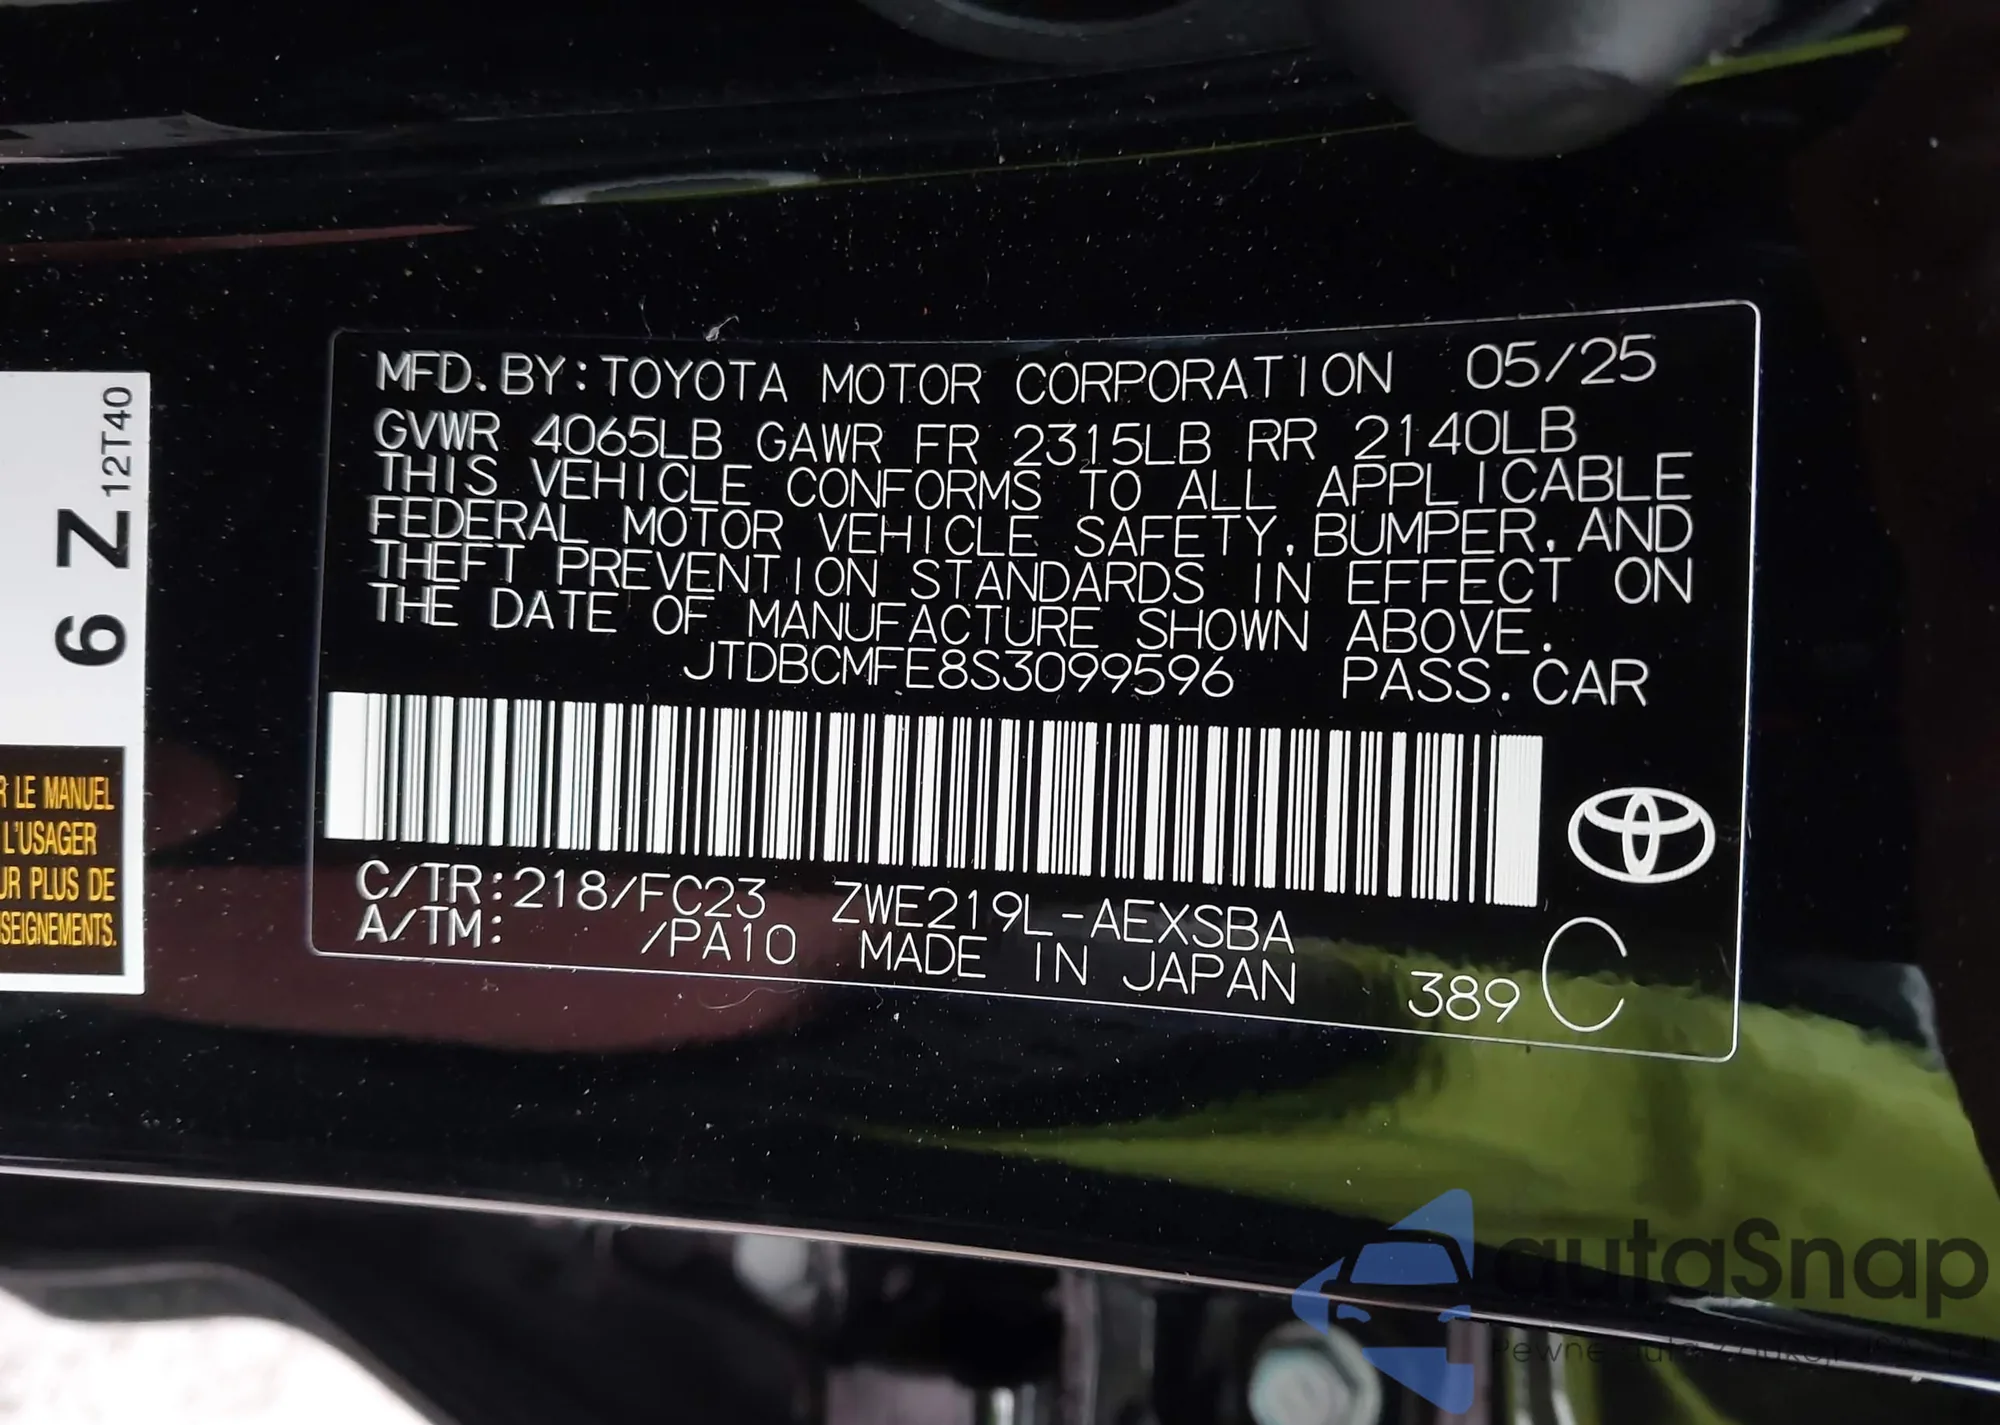 MFD. BY: TOYOTA MOTOR CORPORATION 05/25
GVWR 4065LB GAWR FR 2315LB RR 2140LB
THIS VEHICLE CONFORMS TO ALL APPLICABLE
FEDERAL MOTOR VEHICLE SAFETY, BUMPER, AND
THEFT PREVENTION STANDARDS IN EFFECT ON
THE DATE OF MANUFACTURE SHOWN ABOVE.
JTDBCMFE8S3099596 PASS. CAR
C/TR: 218/FC23 ZWE219L-AEXSBA
A/TM: /PA10 MADE IN JAPAN
389 C
6 Z 12T40
LE MANUEL
L'USAGER
PLUS DE
autaSnap
Pewne auta z